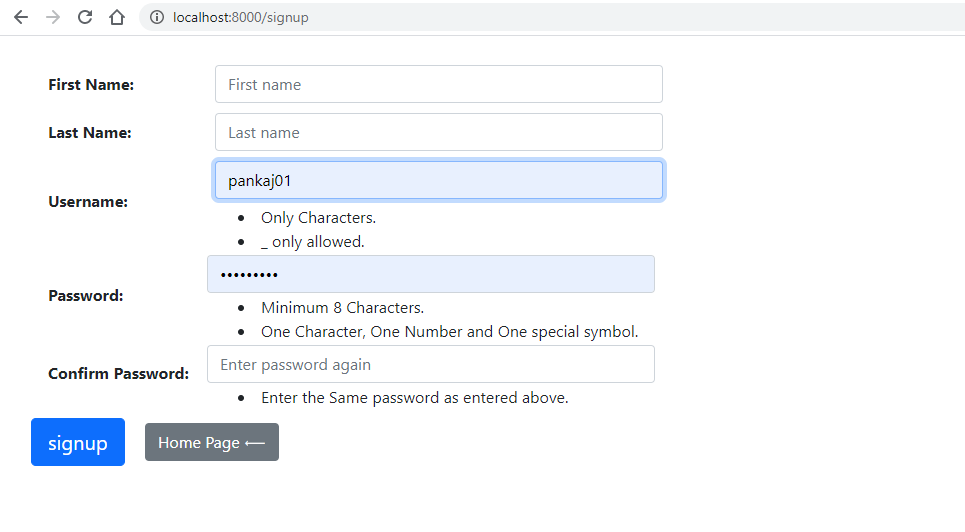 localhost:8000/signup
First Name: First name
Last Name: Last name
Username: pankaj01
• Only Characters.
• _ only allowed.
Password: •••••••••
• Minimum 8 Characters.
• One Character, One Number and One special symbol.
Confirm Password: Enter password again
• Enter the Same password as entered above.
signup Home Page ⟵